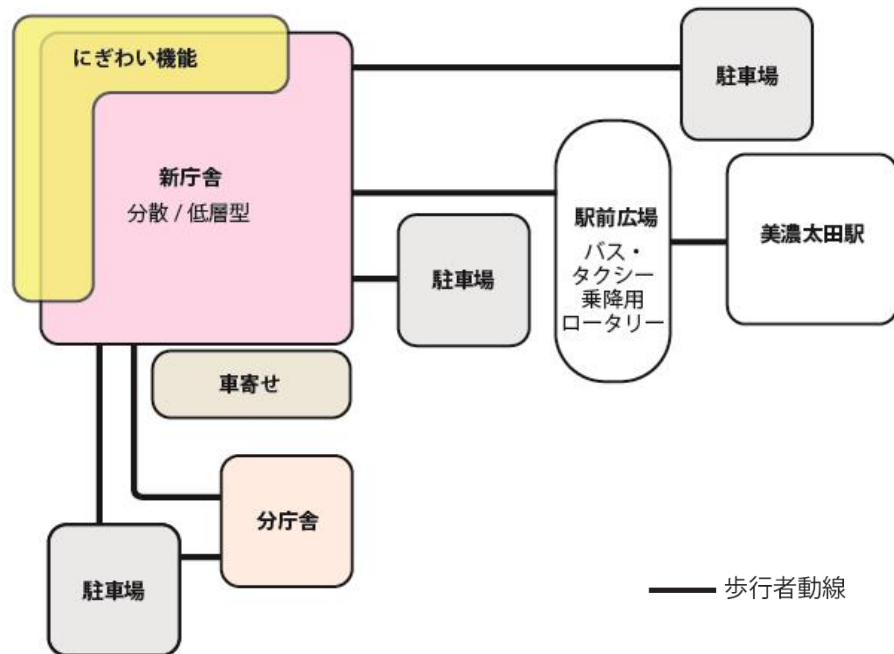 にぎわい機能
駐車場
新庁舎
分散 / 低層型
駅前広場
バス・
タクシー
乗降用
ロータリー
美濃太田駅
駐車場
車寄せ
分庁舎
駐車場
歩行者動線